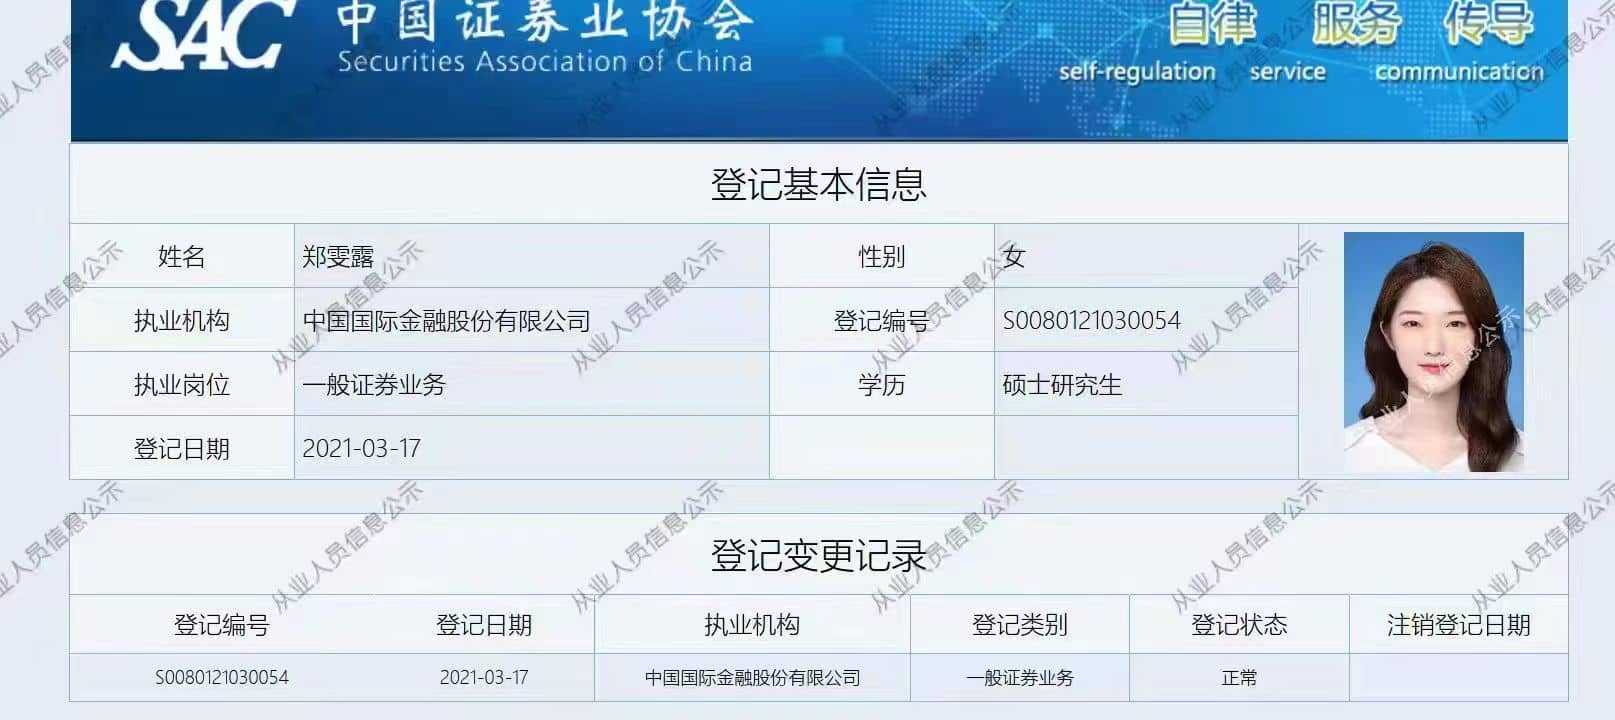 SAC 中国证券业协会 自律 服务 传导
Securities Association of China self-regulation service communication
登记基本信息
姓名 郑雯露 性别 女
执业机构 中国国际金融股份有限公司 登记编号 S0080121030054
执业岗位 一般证券业务 学历 硕士研究生
登记日期 2021-03-17
登记变更记录
登记编号 登记日期 执业机构 登记类别 登记状态 注销登记日期
S0080121030054 2021-03-17 中国国际金融股份有限公司 一般证券业务 正常
从业人员信息公示